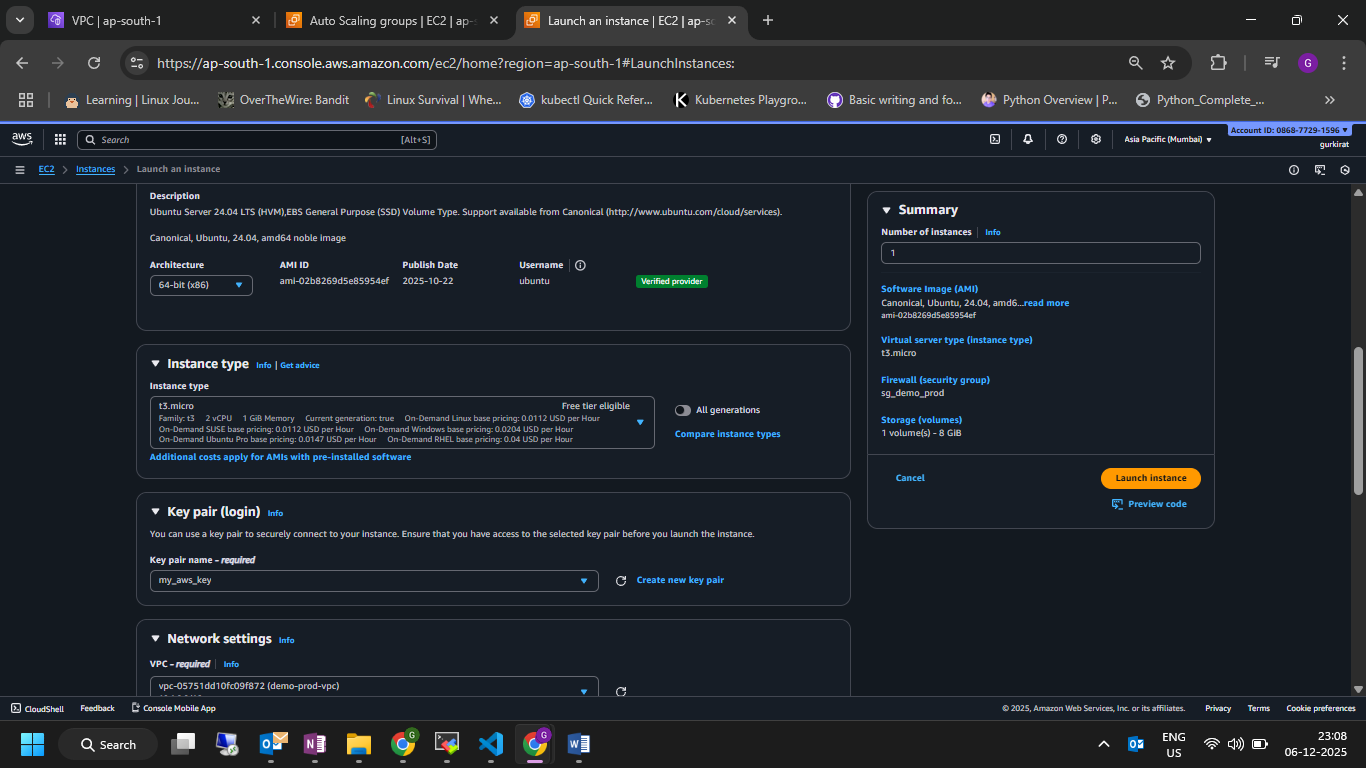 VPC | ap-south-1
Auto Scaling groups | EC2 | ap-s
Launch an instance | EC2 | ap-sc
https://ap-south-1.console.aws.amazon.com/ec2/home?region=ap-south-1#LaunchInstances:
G
Learning | Linux Jou...
OverTheWire: Bandit
Linux Survival | Whe...
kubectl Quick Refer...
Kubernetes Playgro...
Basic writing and fo...
Python Overview | P...
Python_Complete_...
aws
Search
[Alt+S]
Asia Pacific (Mumbai)
Account ID: 0868-7729-1596
gurkirat
EC2
Instances
Launch an instance
Description
Ubuntu Server 24.04 LTS (HVM),EBS General Purpose (SSD) Volume Type. Support available from Canonical (http://www.ubuntu.com/cloud/services).
Canonical, Ubuntu, 24.04, amd64 noble image
Architecture
AMI ID
Publish Date
Username
64-bit (x86)
ami-02b8269d5e85954ef
2025-10-22
ubuntu
Verified provider
Instance type
Info | Get advice
Instance type
t3.micro
Free tier eligible
Family: t3 2 vCPU 1 GiB Memory Current generation: true On-Demand Linux base pricing: 0.0112 USD per Hour
On-Demand SUSE base pricing: 0.0112 USD per Hour On-Demand Windows base pricing: 0.0204 USD per Hour
On-Demand Ubuntu Pro base pricing: 0.0147 USD per Hour On-Demand RHEL base pricing: 0.04 USD per Hour
All generations
Compare instance types
Additional costs apply for AMIs with pre-installed software
Key pair (login)
Info
You can use a key pair to securely connect to your instance. Ensure that you have access to the selected key pair before you launch the instance.
Key pair name - required
my_aws_key
Create new key pair
Network settings
Info
VPC - required
Info
vpc-05751dd10fc09f872 (demo-prod-vpc)
Summary
Number of instances
Info
1
Software Image (AMI)
Canonical, Ubuntu, 24.04, amd6...read more
ami-02b8269d5e85954ef
Virtual server type (instance type)
t3.micro
Firewall (security group)
sg_demo_prod
Storage (volumes)
1 volume(s) - 8 GiB
Cancel
Launch instance
Preview code
CloudShell
Feedback
Console Mobile App
© 2025, Amazon Web Services, Inc. or its affiliates.
Privacy
Terms
Cookie preferences
Search
ENG
US
23:08
06-12-2025